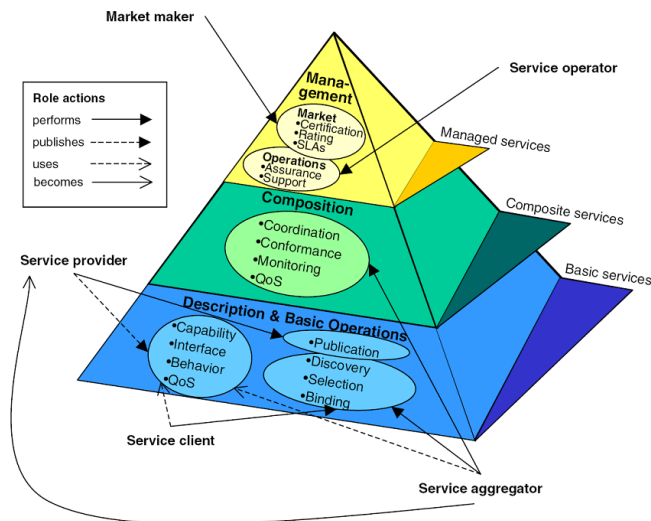 Market maker
Service operator
Role actions
performs
publishes
uses
becomes
Mana-
gement
Market
•Certification
•Rating
•SLAs
Operations
•Assurance
•Support
Managed services
Composition
•Coordination
•Conformance
•Monitoring
•QoS
Composite services
Service provider
Basic services
Description & Basic Operations
•Capability
•Interface
•Behavior
•QoS
•Publication
•Discovery
•Selection
•Binding
Service client
Service aggregator